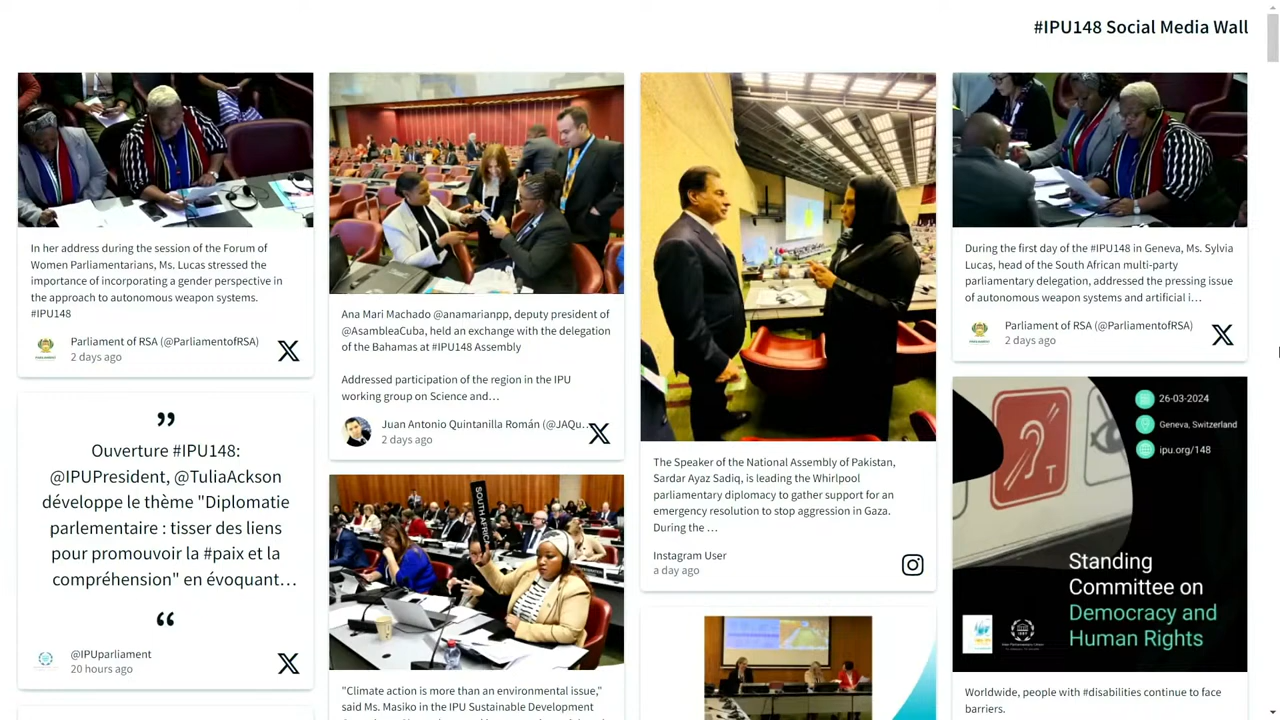 #IPU148 Social Media Wall
In her address during the session of the Forum of
Women Parliamentarians, Ms. Lucas stressed the
importance of incorporating a gender perspective in
the approach to autonomous weapon systems.
#IPU148
Parliament of RSA (@ParliamentofRSA)
2 days ago
”
Ouverture #IPU148:
@IPUPresident, @TuliaAckson
développe le thème "Diplomatie
parlementaire : tisser des liens
pour promouvoir la #paix et la
compréhension" en évoquant…
“
@IPUparliament
20 hours ago
Ana Mari Machado @anamarianpp, deputy president of
@AsambleaCuba, held an exchange with the delegation
of the Bahamas at #IPU148 Assembly
Addressed participation of the region in the IPU
working group on Science and…
Juan Antonio Quintanilla Román (@JAQu…
2 days ago
SOUTH AFRICA
"Climate action is more than an environmental issue,"
said Ms. Masiko in the IPU Sustainable Development
The Speaker of the National Assembly of Pakistan,
Sardar Ayaz Sadiq, is leading the Whirlpool
parliamentary diplomacy to gather support for an
emergency resolution to stop aggression in Gaza.
During the …
Instagram User
a day ago
During the first day of the #IPU148 in Geneva, Ms. Sylvia
Lucas, head of the South African multi-party
parliamentary delegation, addressed the pressing issue
of autonomous weapon systems and artificial i…
Parliament of RSA (@ParliamentofRSA)
2 days ago
26-03-2024
Geneva, Switzerland
ipu.org/148
T
Standing
Committee on
Democracy and
Human Rights
Worldwide, people with #disabilities continue to face
barriers.